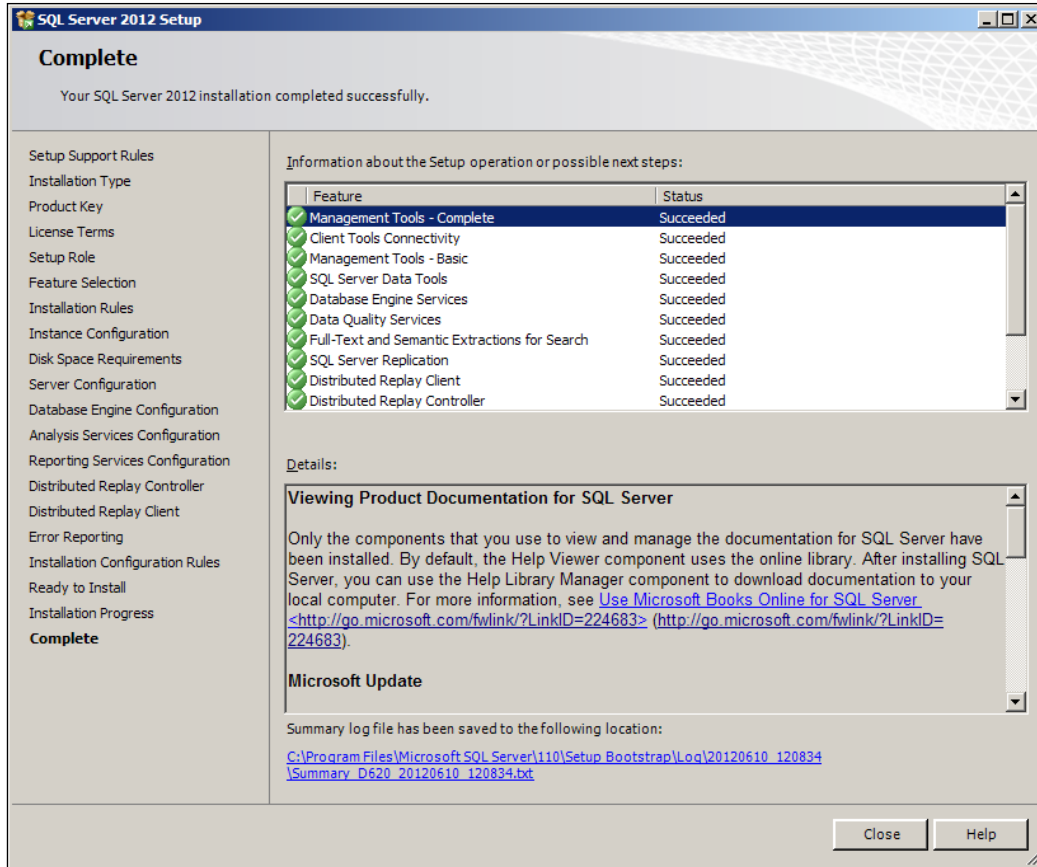 SQL Server 2012 Setup
Complete
Your SQL Server 2012 installation completed successfully.
Setup Support Rules
Installation Type
Product Key
License Terms
Setup Role
Feature Selection
Installation Rules
Instance Configuration
Disk Space Requirements
Server Configuration
Database Engine Configuration
Analysis Services Configuration
Reporting Services Configuration
Distributed Replay Controller
Distributed Replay Client
Error Reporting
Installation Configuration Rules
Ready to Install
Installation Progress
Complete
Information about the Setup operation or possible next steps:
Feature Status
Management Tools - Complete Succeeded
Client Tools Connectivity Succeeded
Management Tools - Basic Succeeded
SQL Server Data Tools Succeeded
Database Engine Services Succeeded
Data Quality Services Succeeded
Full-Text and Semantic Extractions for Search Succeeded
SQL Server Replication Succeeded
Distributed Replay Client Succeeded
Distributed Replay Controller Succeeded
Details:
Viewing Product Documentation for SQL Server
Only the components that you use to view and manage the documentation for SQL Server have
been installed. By default, the Help Viewer component uses the online library. After installing SQL
Server, you can use the Help Library Manager component to download documentation to your
local computer. For more information, see Use Microsoft Books Online for SQL Server
<http://go.microsoft.com/fwlink/?LinkID=224683> (http://go.microsoft.com/fwlink/?LinkID=
224683).
Microsoft Update
Summary log file has been saved to the following location:
C:\Program Files\Microsoft SQL Server\110\Setup Bootstrap\Log\20120610_120834
\Summary_D620_20120610_120834.txt
Close Help